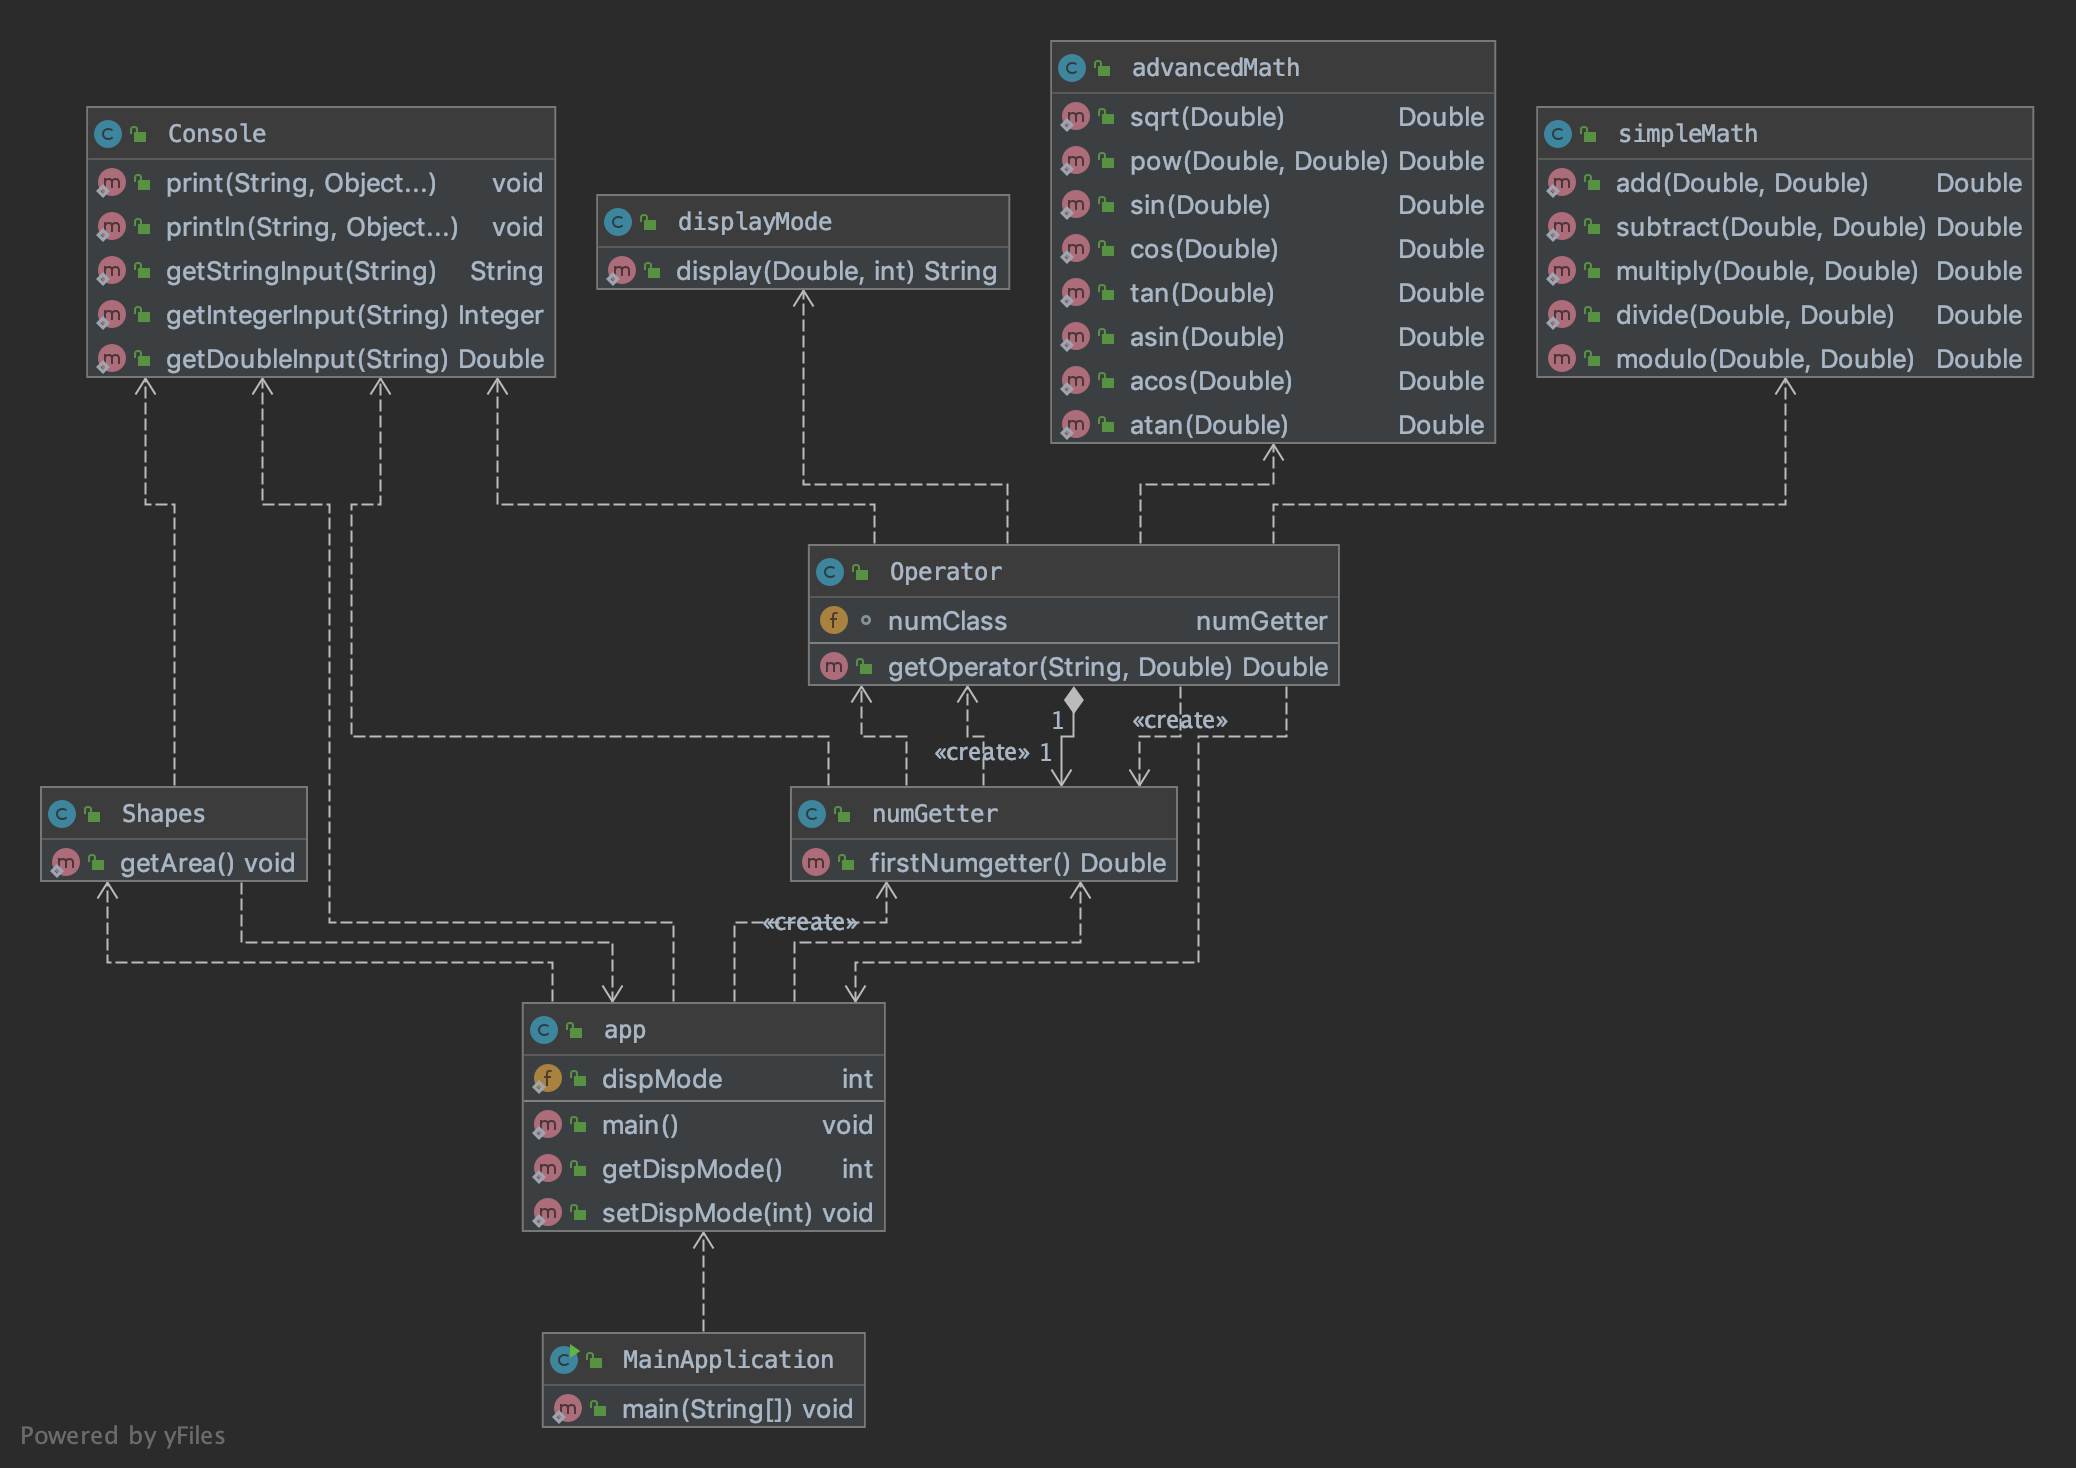 Console
print(String, Object...) void
println(String, Object...) void
getStringInput(String) String
getIntegerInput(String) Integer
getDoubleInput(String) Double
displayMode
display(Double, int) String
advancedMath
sqrt(Double) Double
pow(Double, Double) Double
sin(Double) Double
cos(Double) Double
tan(Double) Double
asin(Double) Double
acos(Double) Double
atan(Double) Double
simpleMath
add(Double, Double) Double
subtract(Double, Double) Double
multiply(Double, Double) Double
divide(Double, Double) Double
modulo(Double, Double) Double
Operator
numClass numGetter
getOperator(String, Double) Double
1
«create»
«create»
1
Shapes
getArea() void
numGetter
firstNumgetter() Double
«create»
app
dispMode int
main() void
getDispMode() int
setDispMode(int) void
MainApplication
main(String[]) void
Powered by yFiles